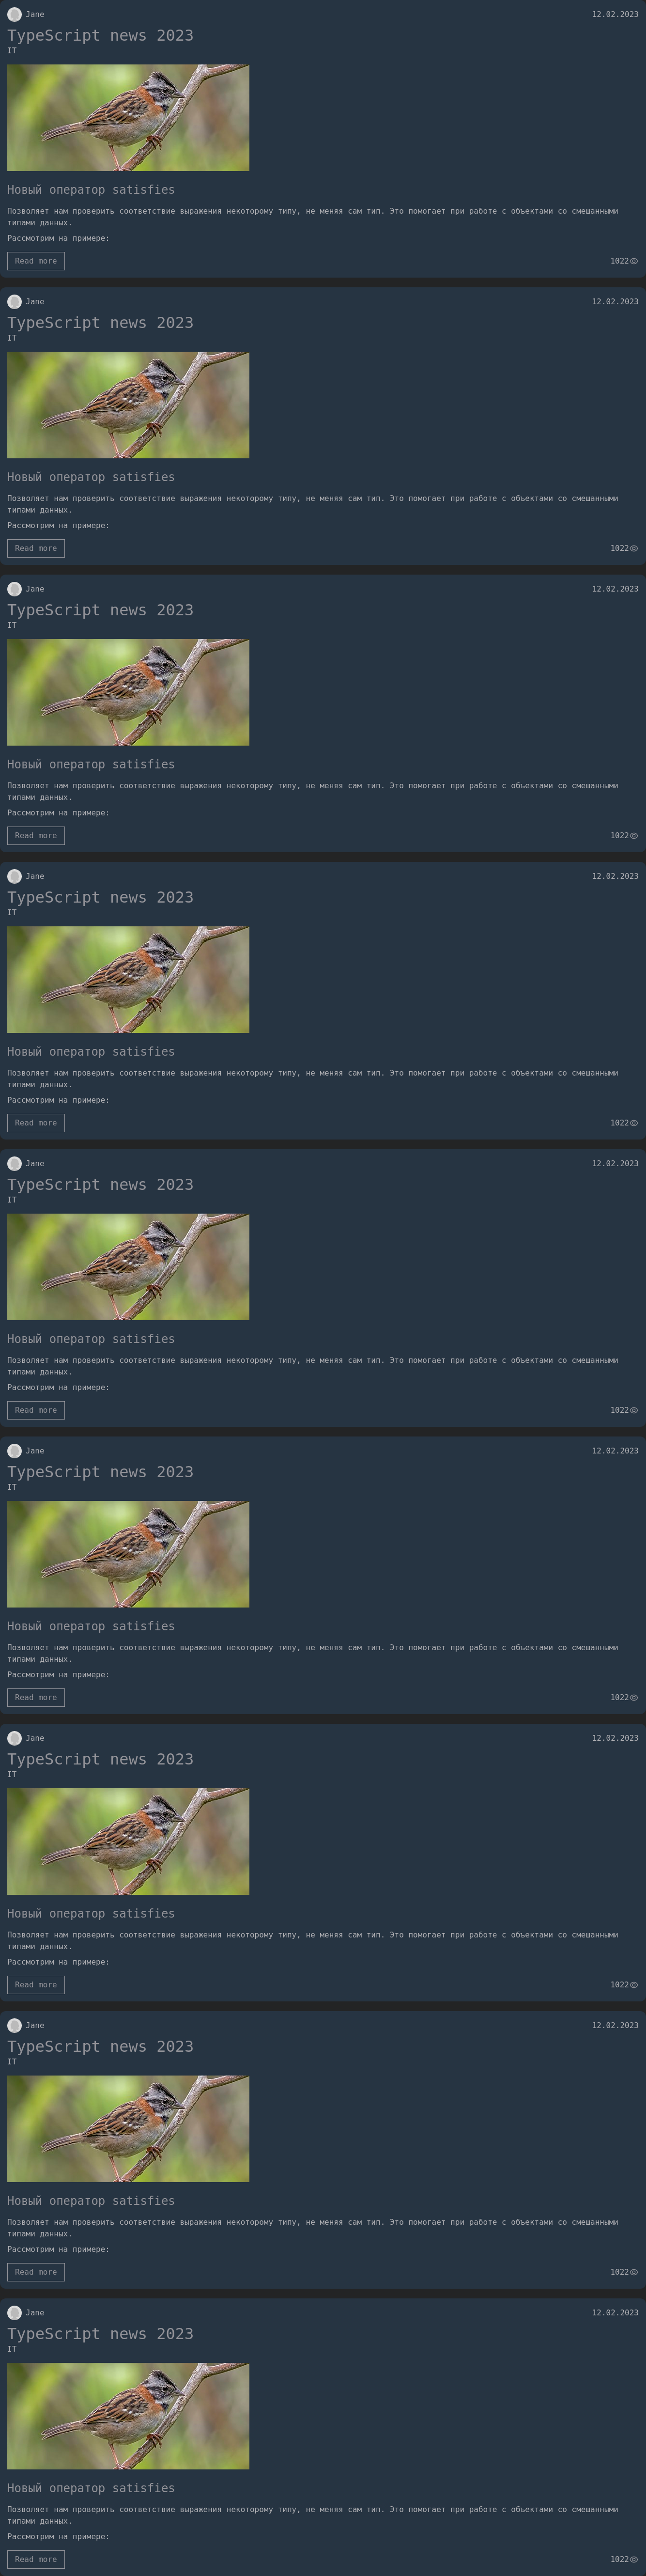 Jane 12.02.2023
TypeScript news 2023
IT
Новый оператор satisfies
Позволяет нам проверить соответствие выражения некоторому типу, не меняя сам тип. Это помогает при работе с объектами со смешанными
типами данных.
Рассмотрим на примере:
Read more 1022
Jane 12.02.2023
TypeScript news 2023
IT
Новый оператор satisfies
Позволяет нам проверить соответствие выражения некоторому типу, не меняя сам тип. Это помогает при работе с объектами со смешанными
типами данных.
Рассмотрим на примере:
Read more 1022
Jane 12.02.2023
TypeScript news 2023
IT
Новый оператор satisfies
Позволяет нам проверить соответствие выражения некоторому типу, не меняя сам тип. Это помогает при работе с объектами со смешанными
типами данных.
Рассмотрим на примере:
Read more 1022
Jane 12.02.2023
TypeScript news 2023
IT
Новый оператор satisfies
Позволяет нам проверить соответствие выражения некоторому типу, не меняя сам тип. Это помогает при работе с объектами со смешанными
типами данных.
Рассмотрим на примере:
Read more 1022
Jane 12.02.2023
TypeScript news 2023
IT
Новый оператор satisfies
Позволяет нам проверить соответствие выражения некоторому типу, не меняя сам тип. Это помогает при работе с объектами со смешанными
типами данных.
Рассмотрим на примере:
Read more 1022
Jane 12.02.2023
TypeScript news 2023
IT
Новый оператор satisfies
Позволяет нам проверить соответствие выражения некоторому типу, не меняя сам тип. Это помогает при работе с объектами со смешанными
типами данных.
Рассмотрим на примере:
Read more 1022
Jane 12.02.2023
TypeScript news 2023
IT
Новый оператор satisfies
Позволяет нам проверить соответствие выражения некоторому типу, не меняя сам тип. Это помогает при работе с объектами со смешанными
типами данных.
Рассмотрим на примере:
Read more 1022
Jane 12.02.2023
TypeScript news 2023
IT
Новый оператор satisfies
Позволяет нам проверить соответствие выражения некоторому типу, не меняя сам тип. Это помогает при работе с объектами со смешанными
типами данных.
Рассмотрим на примере:
Read more 1022
Jane 12.02.2023
TypeScript news 2023
IT
Новый оператор satisfies
Позволяет нам проверить соответствие выражения некоторому типу, не меняя сам тип. Это помогает при работе с объектами со смешанными
типами данных.
Рассмотрим на примере:
Read more 1022